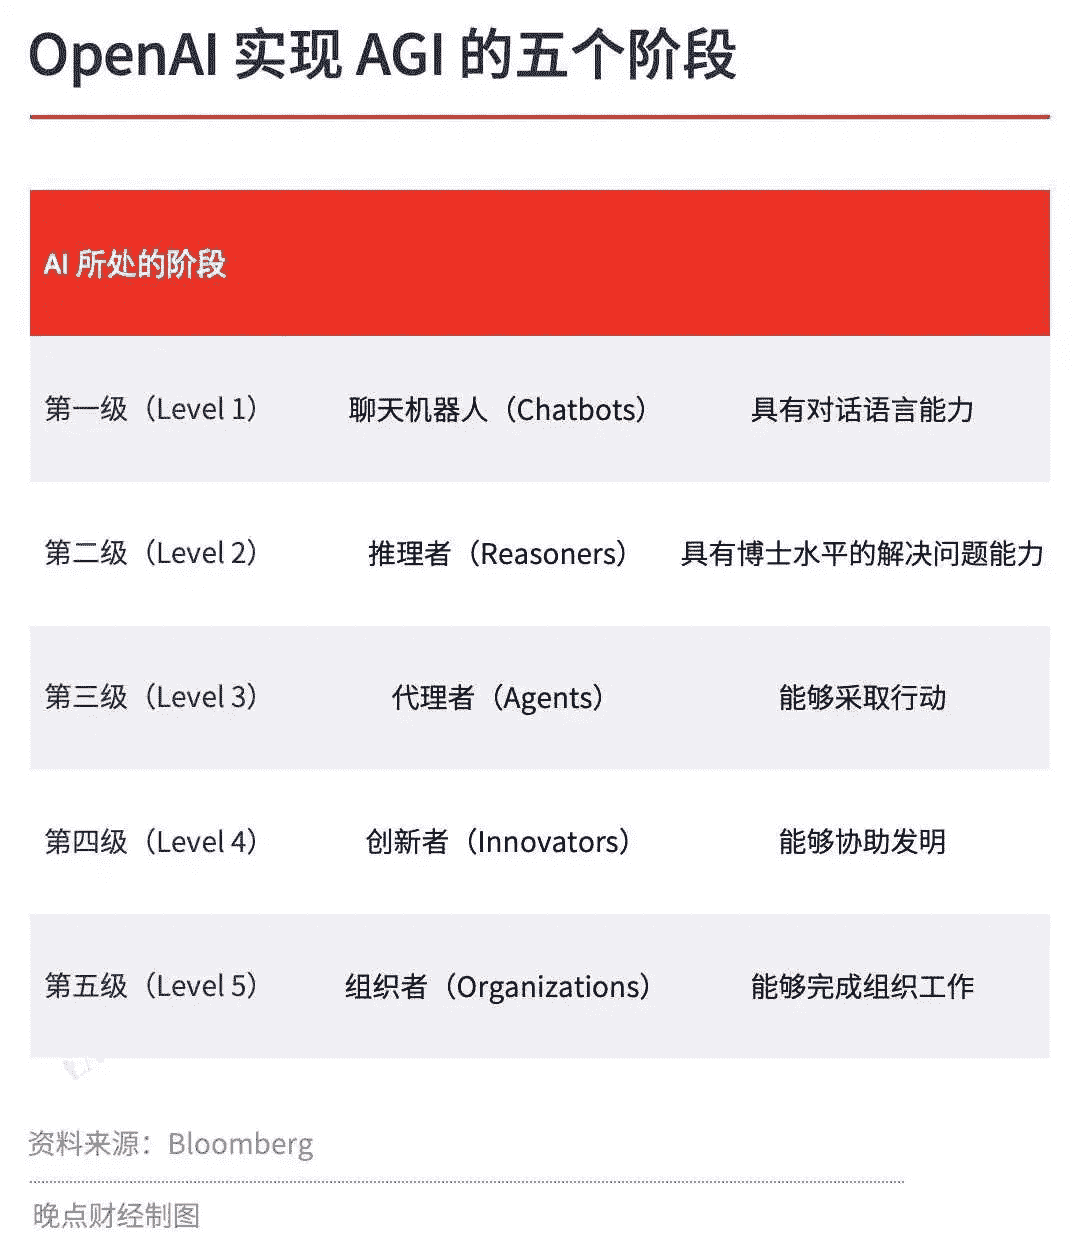 OpenAI 实现 AGI 的五个阶段
AI 所处的阶段
第一级（Level 1） 聊天机器人（Chatbots） 具有对话语言能力
第二级（Level 2） 推理者（Reasoners） 具有博士水平的解决问题能力
第三级（Level 3） 代理者（Agents） 能够采取行动
第四级（Level 4） 创新者（Innovators） 能够协助发明
第五级（Level 5） 组织者（Organizations） 能够完成组织工作
资料来源：Bloomberg
晚点财经制图